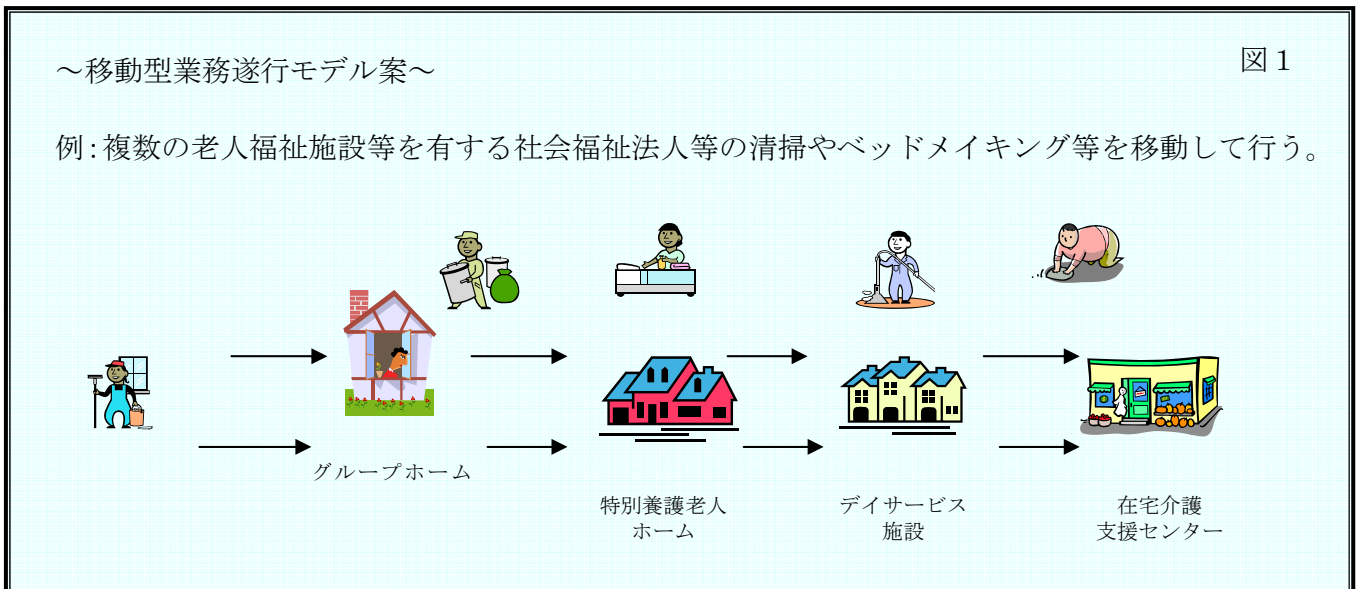 ～移動型業務遂行モデル案～
図１
例：複数の老人福祉施設等を有する社会福祉法人等の清掃やベッドメイキング等を移動して行う。
グループホーム
特別養護老人
ホーム
デイサービス
施設
在宅介護
支援センター